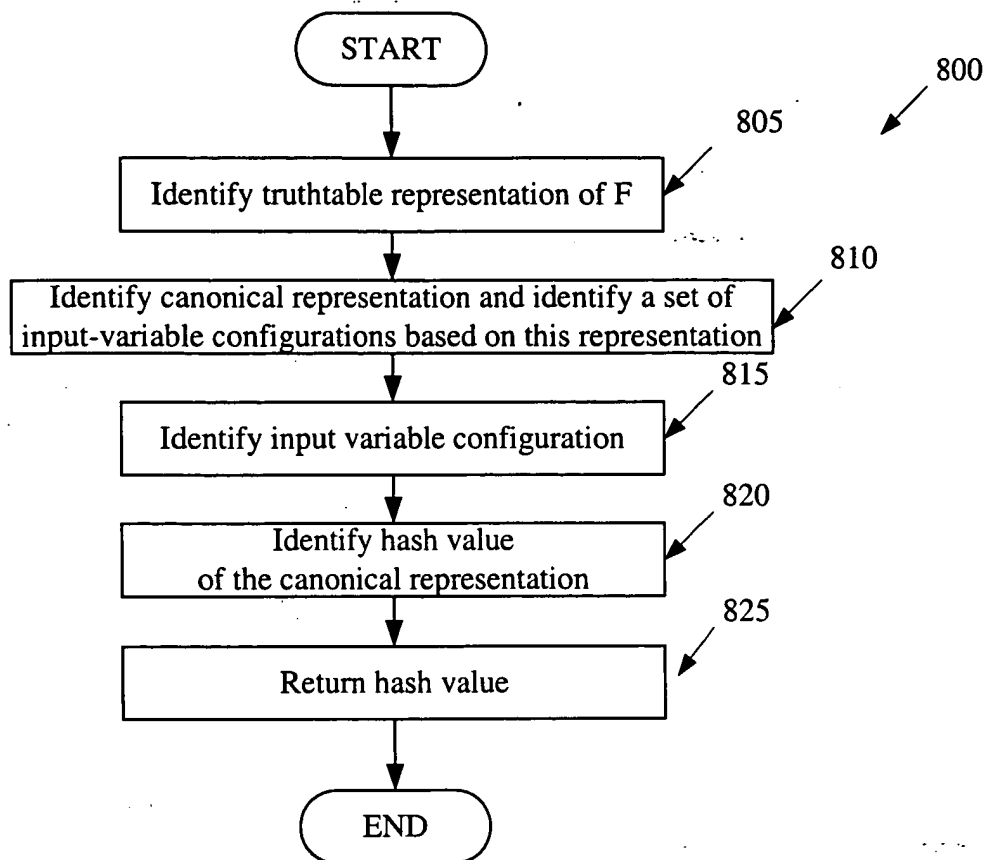 START
800
805
Identify truthtable representation of F
810
Identify canonical representation and identify a set of
input-variable configurations based on this representation
815
Identify input variable configuration
820
Identify hash value
of the canonical representation
825
Return hash value
END